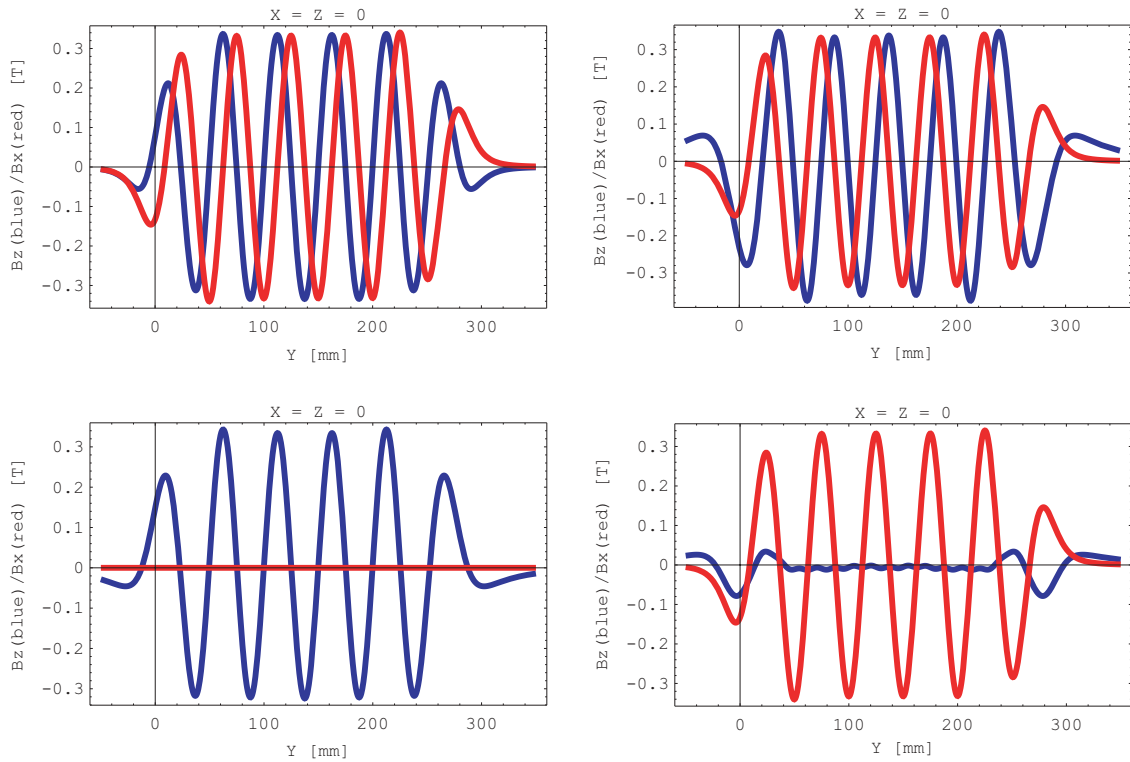 X = Z = 0
Bz(blue)/Bx(red) [T]
0.3
0.2
0.1
0
-0.1
-0.2
-0.3
0 100 200 300
Y [mm]
X = Z = 0
Bz(blue)/Bx(red) [T]
0.3
0.2
0.1
0
-0.1
-0.2
-0.3
0 100 200 300
Y [mm]
X = Z = 0
Bz(blue)/Bx(red) [T]
0.3
0.2
0.1
0
-0.1
-0.2
-0.3
0 100 200 300
Y [mm]
X = Z = 0
Bz(blue)/Bx(red) [T]
0.3
0.2
0.1
0
-0.1
-0.2
-0.3
0 100 200 300
Y [mm]